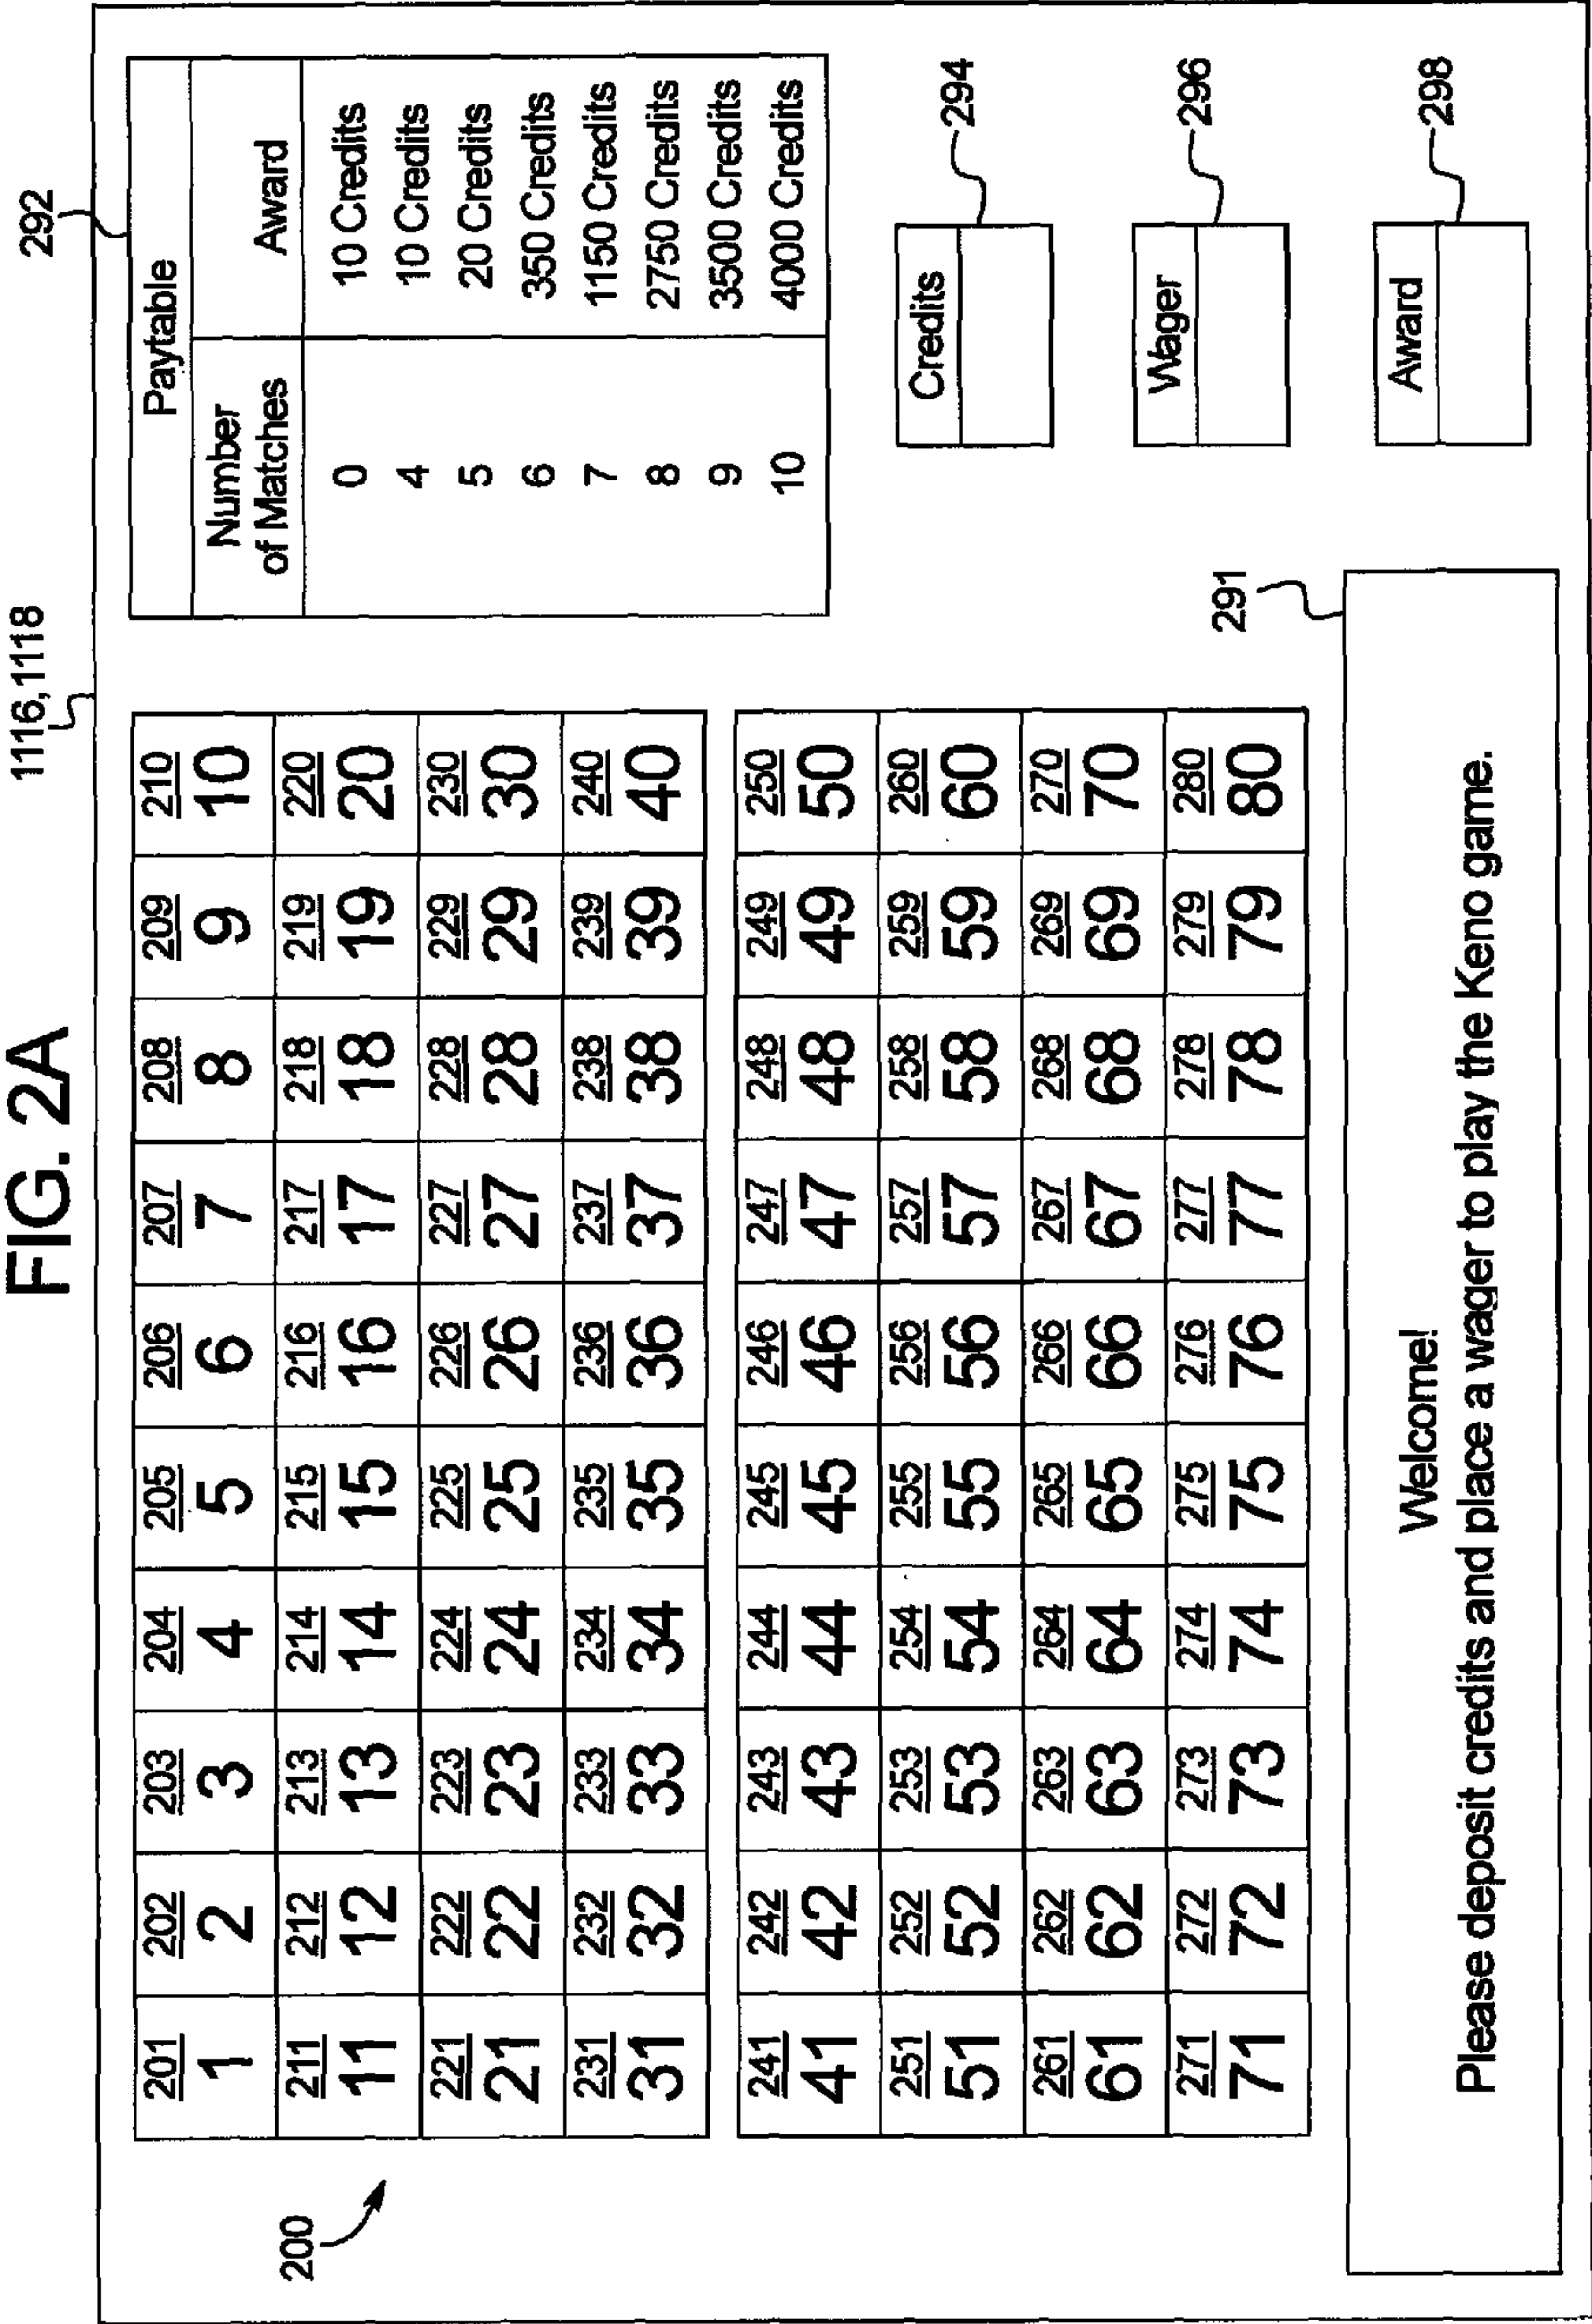 FIG. 2A
1116,1118
292
200
201 202 203 204 205 206 207 208 209 210
1 2 3 4 5 6 7 8 9 10
211 212 213 214 215 216 217 218 219 220
11 12 13 14 15 16 17 18 19 20
221 222 223 224 225 226 227 228 229 230
21 22 23 24 25 26 27 28 29 30
231 232 233 234 235 236 237 238 239 240
31 32 33 34 35 36 37 38 39 40
241 242 243 244 245 246 247 248 249 250
41 42 43 44 45 46 47 48 49 50
251 252 253 254 255 256 257 258 259 260
51 52 53 54 55 56 57 58 59 60
261 262 263 264 265 266 267 268 269 270
61 62 63 64 65 66 67 68 69 70
271 272 273 274 275 276 277 278 279 280
71 72 73 74 75 76 77 78 79 80
Paytable
Number
of Matches Award
0 10 Credits
4 10 Credits
5 20 Credits
6 350 Credits
7 1150 Credits
8 2750 Credits
9 3500 Credits
10 4000 Credits
Credits
294
Wager
296
Award
298
291
Welcome!
Please deposit credits and place a wager to play the Keno game.